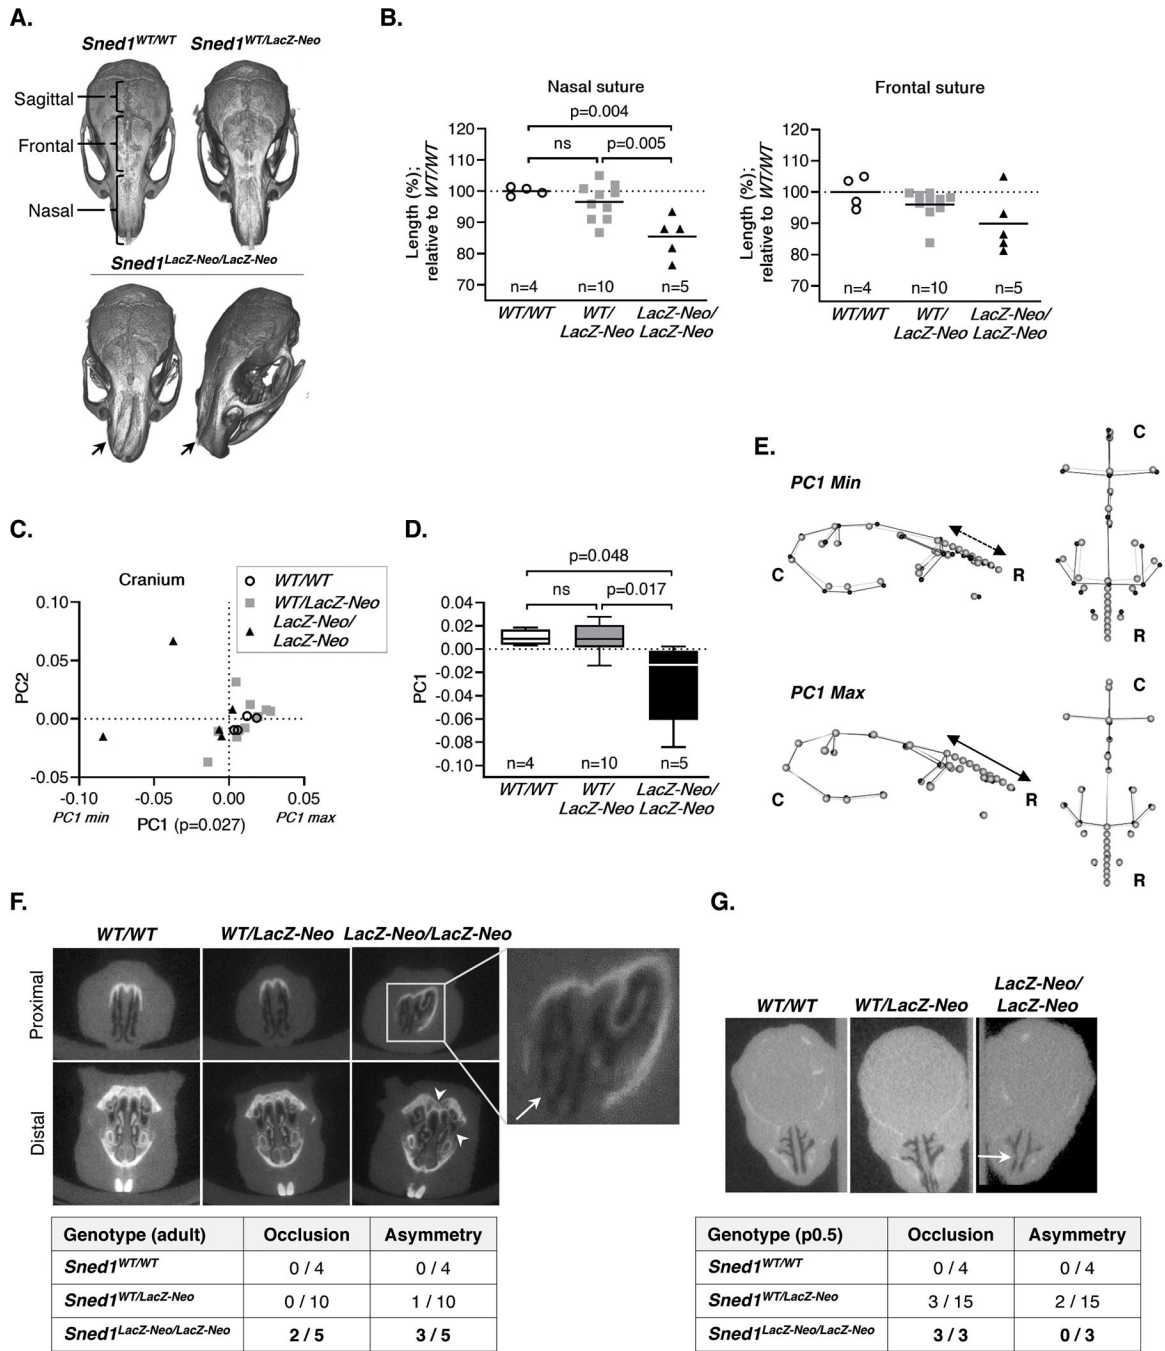 A.
Sned1WT/WT
Sned1WT/LacZ-Neo
Sagittal
Frontal
Nasal
Sned1LacZ-Neo/LacZ-Neo
B.
Nasal suture
p=0.004
ns
p=0.005
Length (%);
relative to WT/WT
120
110
100
90
80
70
n=4
n=10
n=5
WT/WT
WT/
LacZ-Neo
LacZ-Neo/
LacZ-Neo
Frontal suture
Length (%);
relative to WT/WT
120
110
100
90
80
70
n=4
n=10
n=5
WT/WT
WT/
LacZ-Neo
LacZ-Neo/
LacZ-Neo
C.
Cranium
WT/WT
WT/LacZ-Neo
LacZ-Neo/
LacZ-Neo
PC2
0.10
0.05
0.00
-0.05
-0.10
-0.05
0.00
0.05
PC1 min
PC1 (p=0.027)
PC1 max
D.
p=0.048
ns
p=0.017
PC1
0.04
0.02
0.00
-0.02
-0.04
-0.06
-0.08
-0.10
n=4
n=10
n=5
WT/WT
WT/
LacZ-Neo
LacZ-Neo/
LacZ-Neo
E.
PC1 Min
C
R
C
R
PC1 Max
C
R
C
R
F.
WT/WT
WT/LacZ-Neo
LacZ-Neo/LacZ-Neo
Proximal
Distal
Genotype (adult) Occlusion Asymmetry
Sned1WT/WT 0 / 4 0 / 4
Sned1WT/LacZ-Neo 0 / 10 1 / 10
Sned1LacZ-Neo/LacZ-Neo 2 / 5 3 / 5
G.
WT/WT
WT/LacZ-Neo
LacZ-Neo/
LacZ-Neo
Genotype (p0.5) Occlusion Asymmetry
Sned1WT/WT 0 / 4 0 / 4
Sned1WT/LacZ-Neo 3 / 15 2 / 15
Sned1LacZ-Neo/LacZ-Neo 3 / 3 0 / 3